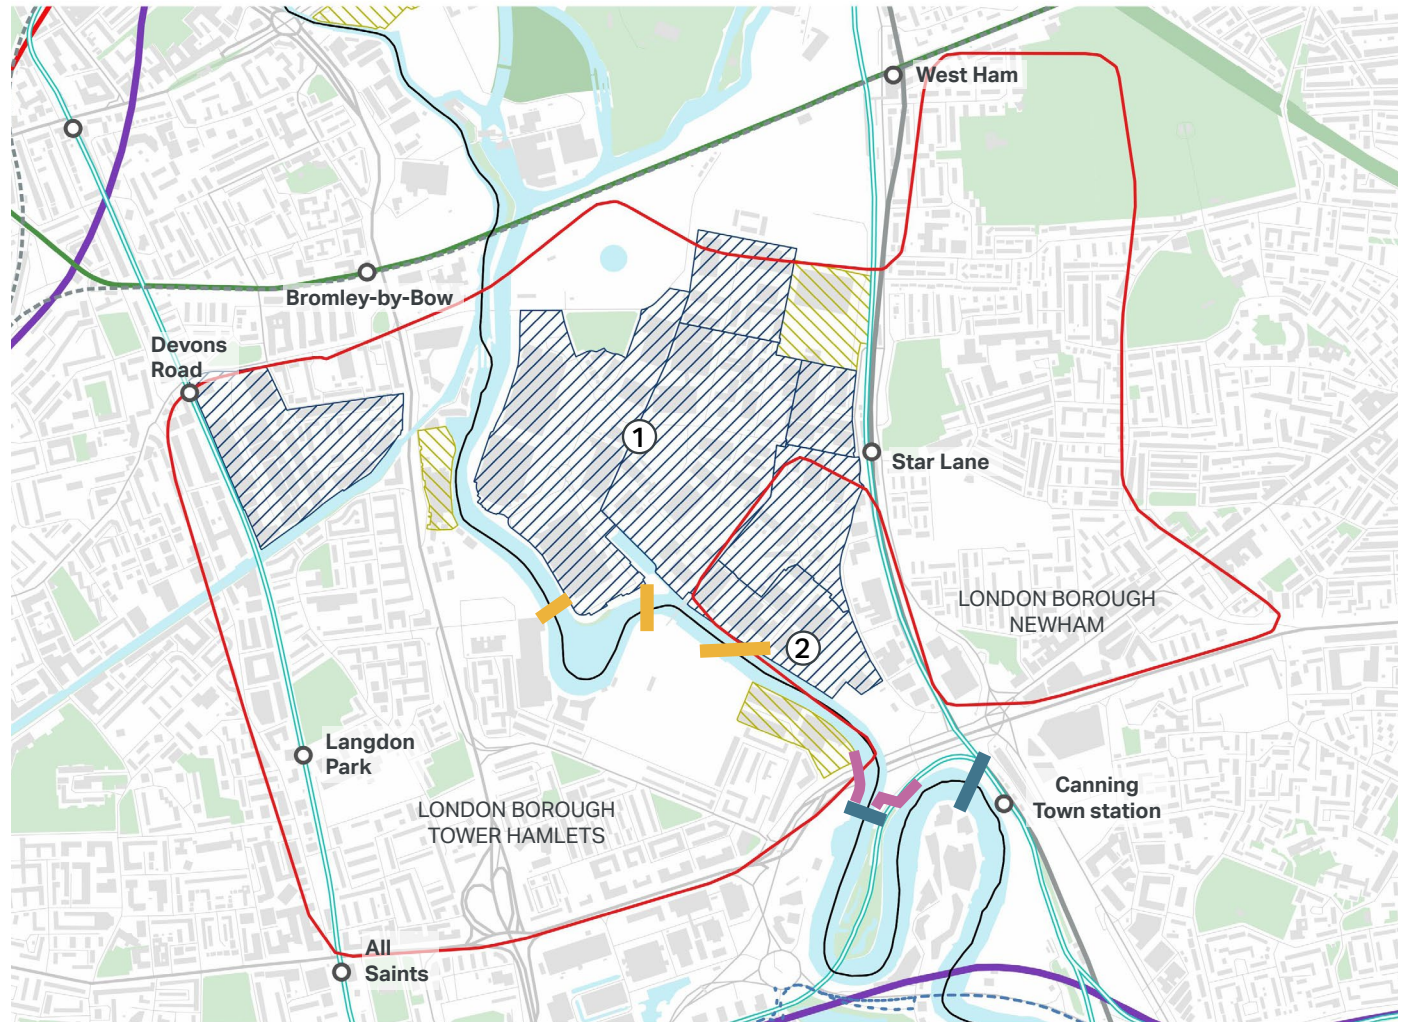 West Ham
Bromley-by-Bow
Devons
Road
1
Star Lane
LONDON BOROUGH
NEWHAM
2
Langdon
Park
Canning
Town station
LONDON BOROUGH
TOWER HAMLETS
All
Saints